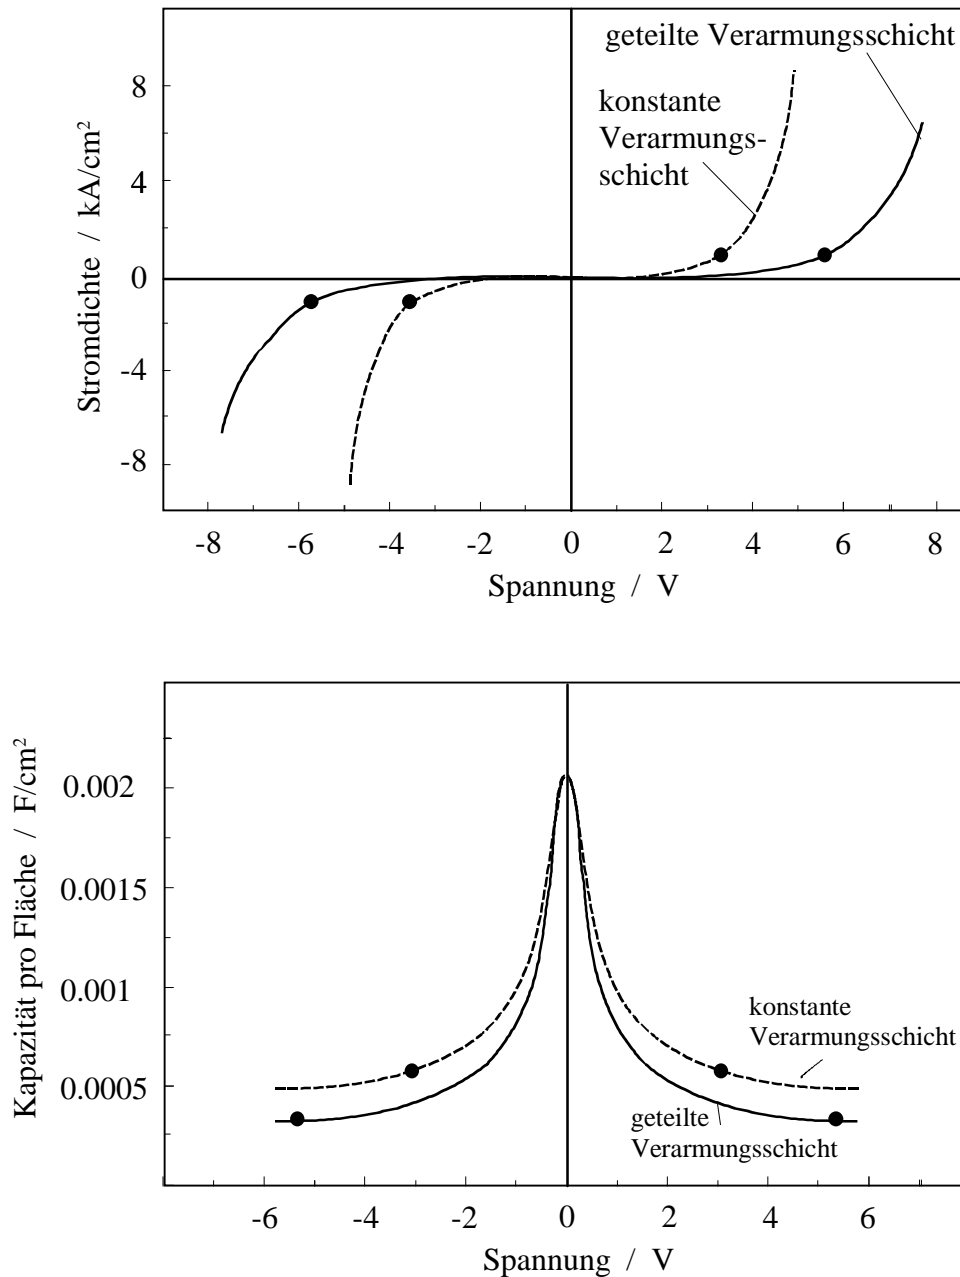 geteilte Verarmungsschicht
konstante
Verarmungs-
schicht
Stromdichte / kA/cm²
8
4
0
-4
-8
-8 -6 -4 -2 0 2 4 6 8
Spannung / V
Kapazität pro Fläche / F/cm²
0.002
0.0015
0.001
0.0005
konstante
Verarmungsschicht
geteilte
Verarmungsschicht
-6 -4 -2 0 2 4 6
Spannung / V